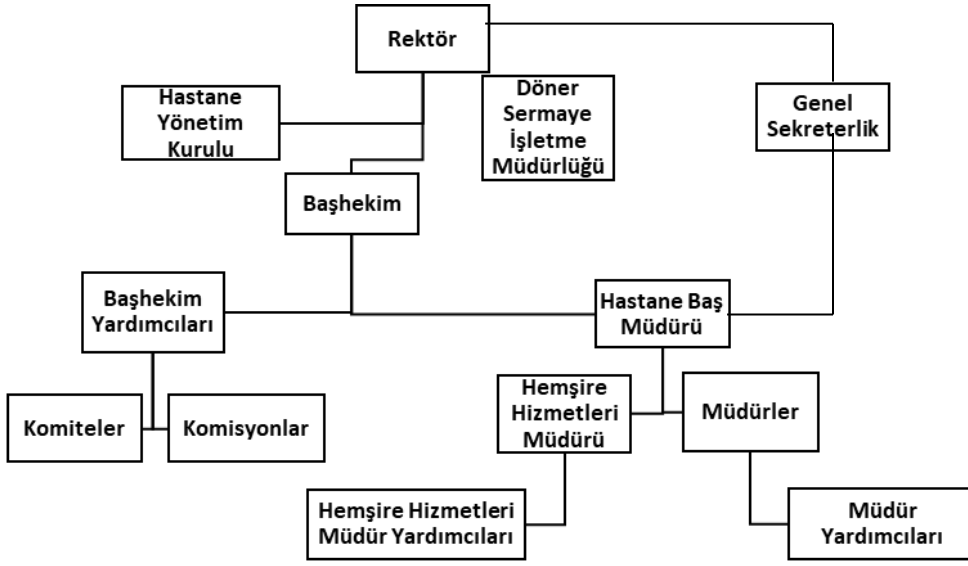 Rektör
Hastane
Yönetim
Kurulu
Döner
Sermaye
İşletme
Müdürlüğü
Genel
Sekreterlik
Başhekim
Başhekim
Yardımcıları
Hastane Baş
Müdürü
Komiteler
Komisyonlar
Hemşire
Hizmetleri
Müdürü
Müdürler
Hemşire Hizmetleri
Müdür Yardımcıları
Müdür
Yardımcıları